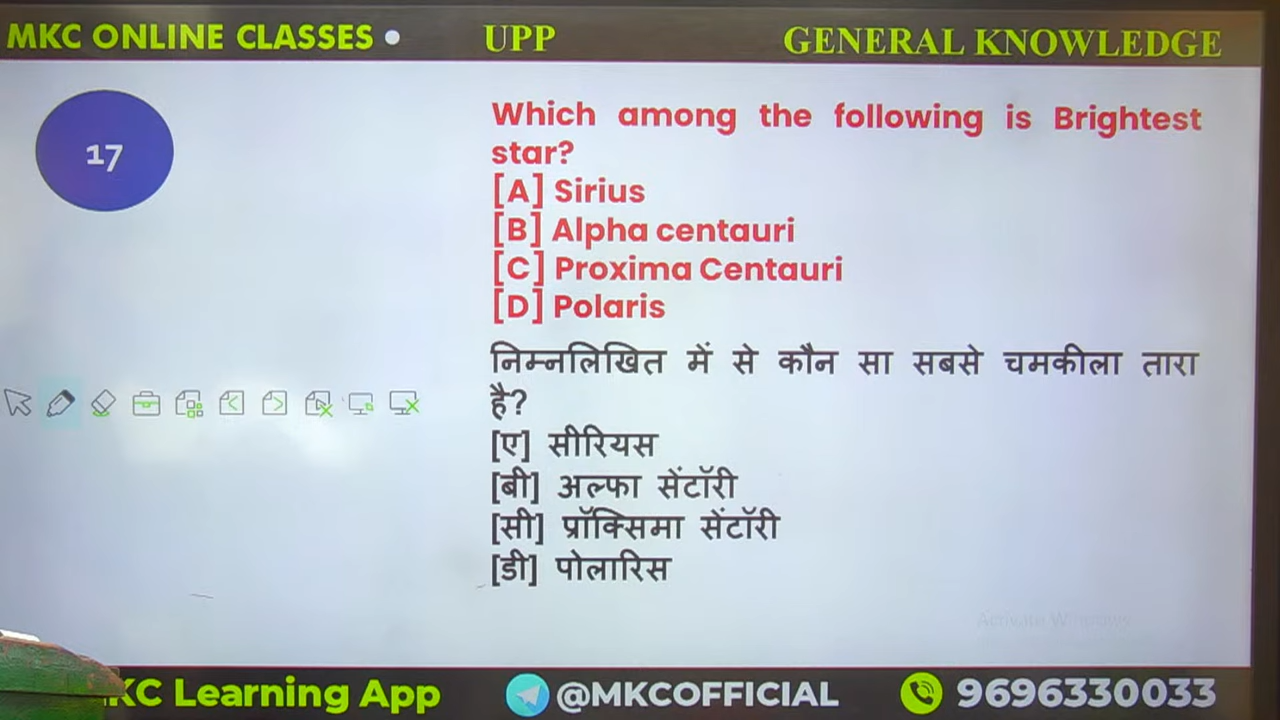 MKC ONLINE CLASSES UPP GENERAL KNOWLEDGE
17
Which among the following is Brightest
star?
[A] Sirius
[B] Alpha centauri
[C] Proxima Centauri
[D] Polaris
निम्नलिखित में से कौन सा सबसे चमकीला तारा
है?
[ए] सीरियस
[बी] अल्फा सेंटॉरी
[सी] प्रॉक्सिमा सेंटॉरी
[डी] पोलारिस
Activate Windows
KC Learning App @MKCOFFICIAL 9696330033